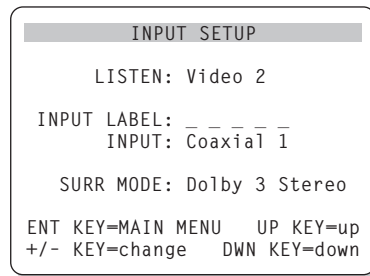 INPUT SETUP
LISTEN: Video 2
INPUT LABEL: _ _ _ _ _
INPUT: Coaxial 1
SURR MODE: Dolby 3 Stereo
ENT KEY=MAIN MENU UP KEY=up
+/- KEY=change DWN KEY=down